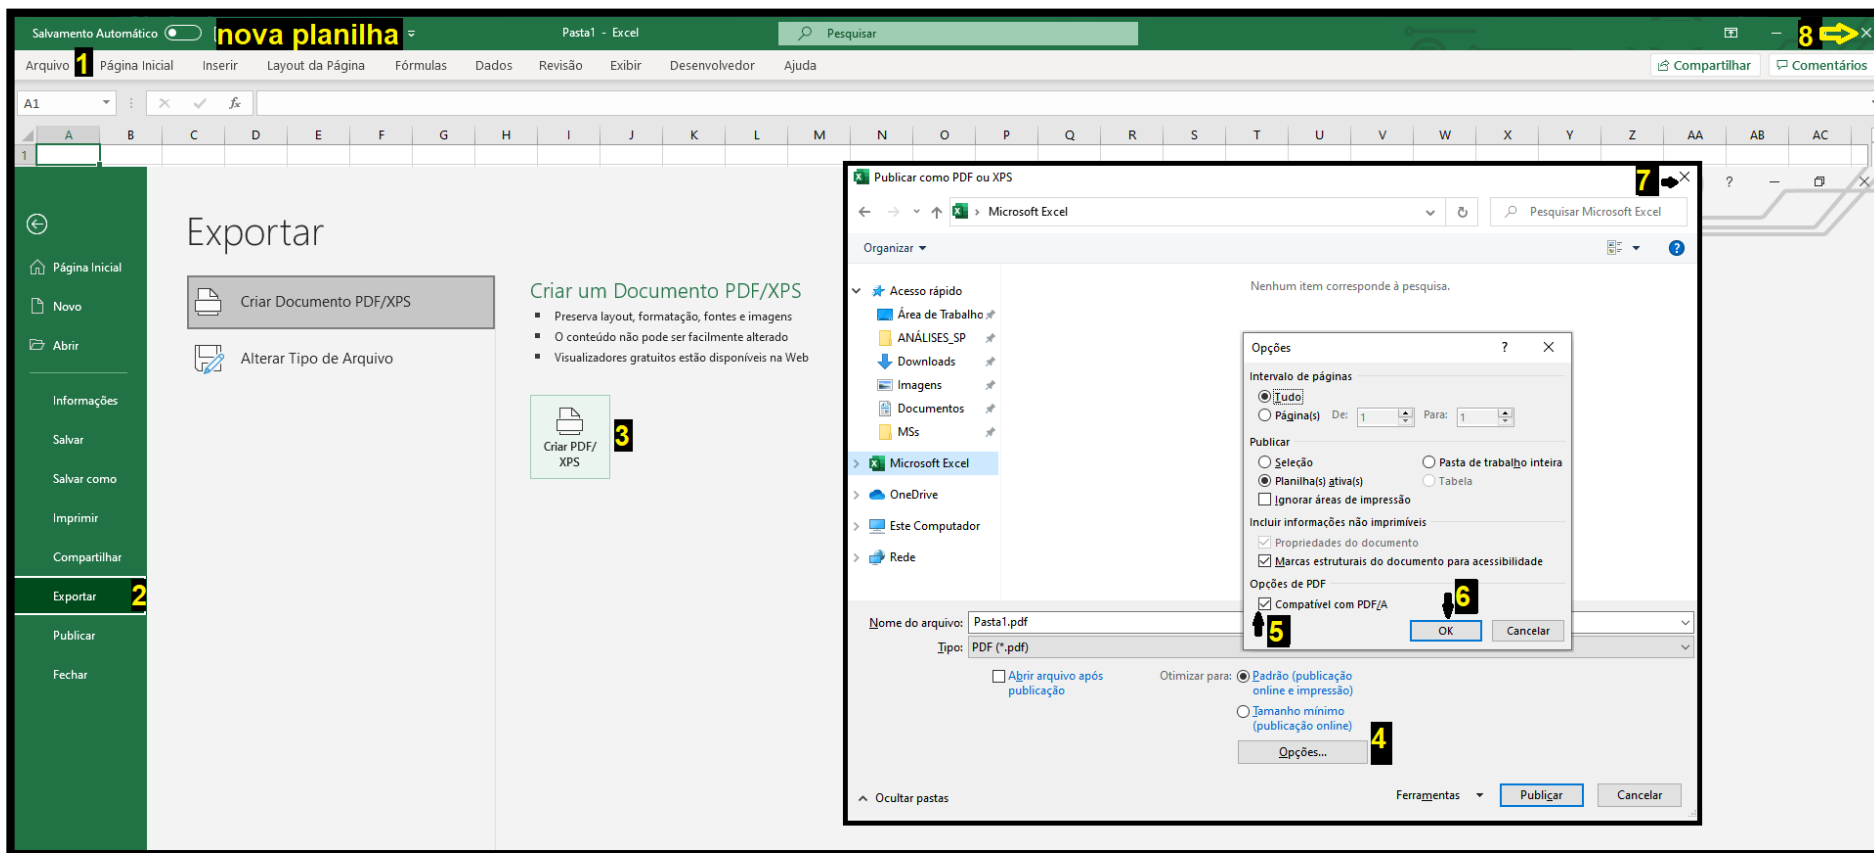 Salvamento Automático nova planilha Pasta1 - Excel Pesquisar 8
Arquivo 1 Página Inicial Inserir Layout da Página Fórmulas Dados Revisão Exibir Desenvolvedor Ajuda Compartilhar Comentários
A1 fx
A B C D E F G H I J K L M N O P Q R S T U V W X Y Z AA AB AC
1
Página Inicial
Novo
Abrir
Informações
Salvar
Salvar como
Imprimir
Compartilhar
Exportar 2
Publicar
Fechar
Exportar
Criar Documento PDF/XPS
Alterar Tipo de Arquivo
Criar um Documento PDF/XPS
Preserva layout, formatação, fontes e imagens
O conteúdo não pode ser facilmente alterado
Visualizadores gratuitos estão disponíveis na Web
Criar PDF/
XPS
3
Publicar como PDF ou XPS 7 ?
Microsoft Excel Pesquisar Microsoft Excel
Organizar ?
Acesso rápido
Área de Trabalho
ANÁLISES_SP
Downloads
Imagens
Documentos
MSs
Microsoft Excel
OneDrive
Este Computador
Rede
Nenhum item corresponde à pesquisa.
Opções ?
Intervalo de páginas
Tudo
Página(s) De: 1 Para: 1
Publicar
Seleção Pasta de trabalho inteira
Planilha(s) ativa(s) Tabela
Ignorar áreas de impressão
Incluir informações não imprimíveis
Propriedades do documento
Marcas estruturais do documento para acessibilidade
Opções de PDF
Compatível com PDF/A 6
5 OK Cancelar
Nome do arquivo: Pasta1.pdf
Tipo: PDF (*.pdf)
Abrir arquivo após
publicação
Otimizar para: Padrão (publicação
online e impressão)
Tamanho mínimo
(publicação online)
Opções... 4
Ocultar pastas Ferramentas Publicar Cancelar